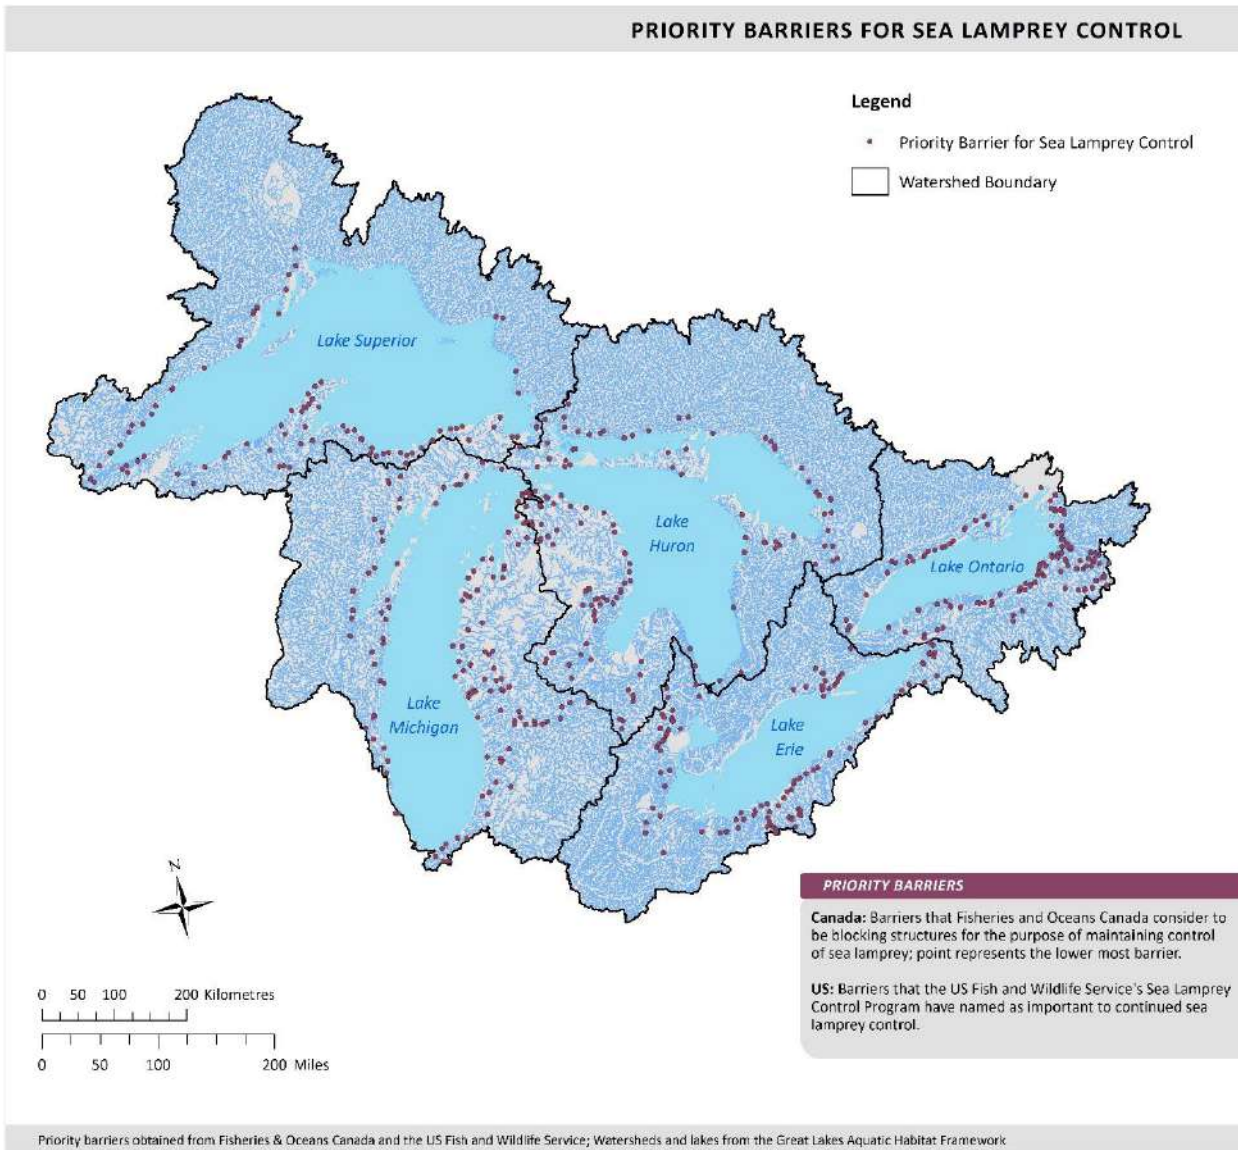 PRIORITY BARRIERS FOR SEA LAMPREY CONTROL
Legend
Priority Barrier for Sea Lamprey Control
Watershed Boundary
Lake Superior
Lake
Huron
Lake Ontario
Lake
Michigan
Lake
Erie
N
PRIORITY BARRIERS
Canada: Barriers that Fisheries and Oceans Canada consider to
be blocking structures for the purpose of maintaining control
of sea lamprey; point represents the lower most barrier.
US: Barriers that the US Fish and Wildlife Service's Sea Lamprey
Control Program have named as important to continued sea
lamprey control.
0 50 100 200 Kilometres
0 50 100 200 Miles
Priority barriers obtained from Fisheries & Oceans Canada and the US Fish and Wildlife Service; Watersheds and lakes from the Great Lakes Aquatic Habitat Framework